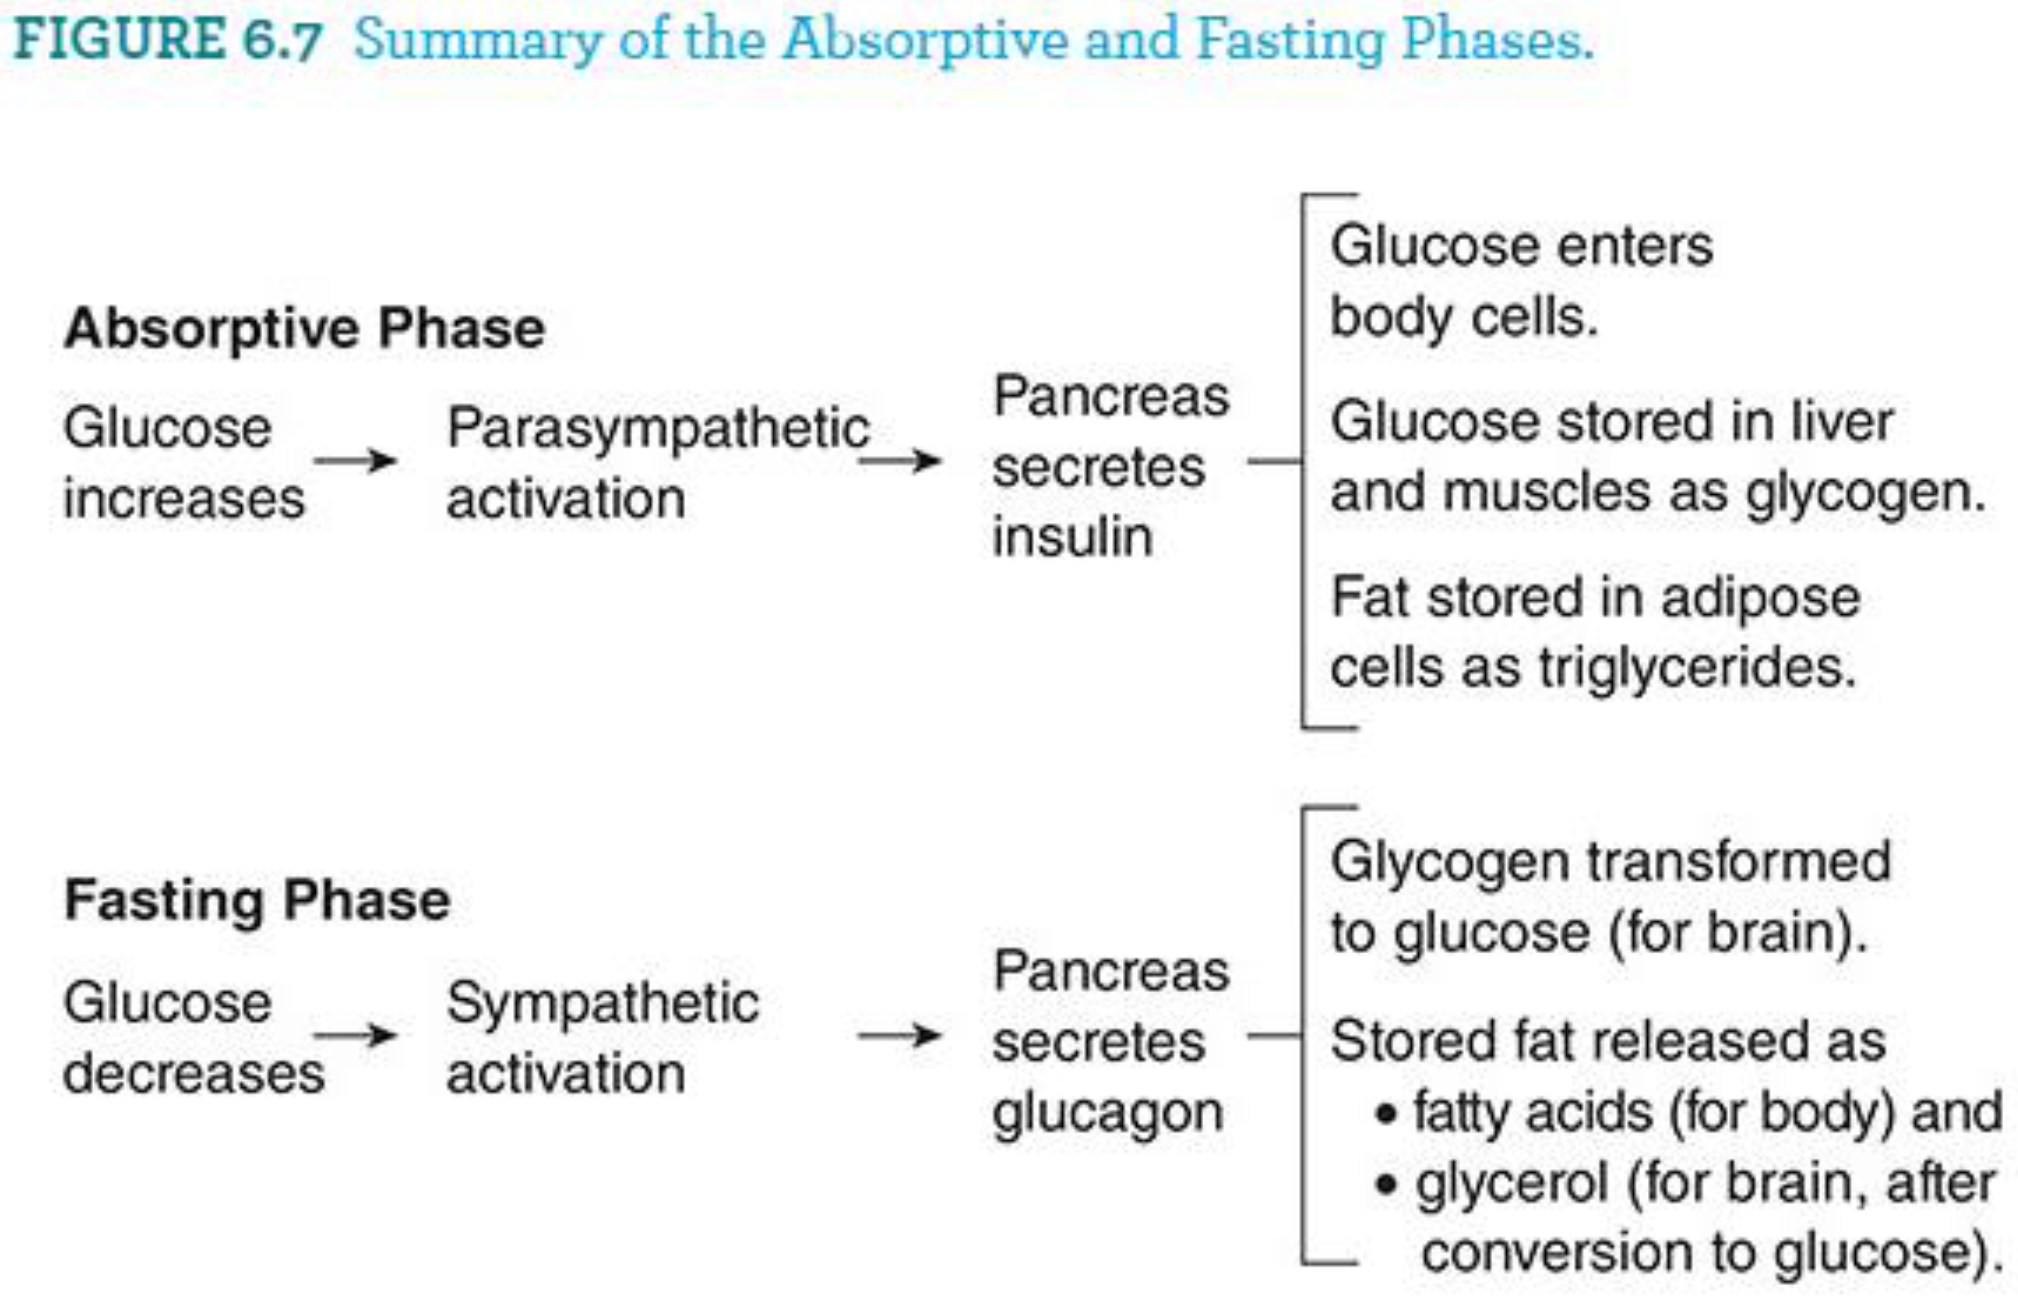 FIGURE 6.7 Summary of the Absorptive and Fasting Phases.
Absorptive Phase
Glucose
increases
Parasympathetic
activation
Pancreas
secretes
insulin
Glucose enters
body cells.
Glucose stored in liver
and muscles as glycogen.
Fat stored in adipose
cells as triglycerides.
Fasting Phase
Glucose
decreases
Sympathetic
activation
Pancreas
secretes
glucagon
Glycogen transformed
to glucose (for brain).
Stored fat released as
• fatty acids (for body) and
• glycerol (for brain, after
conversion to glucose).